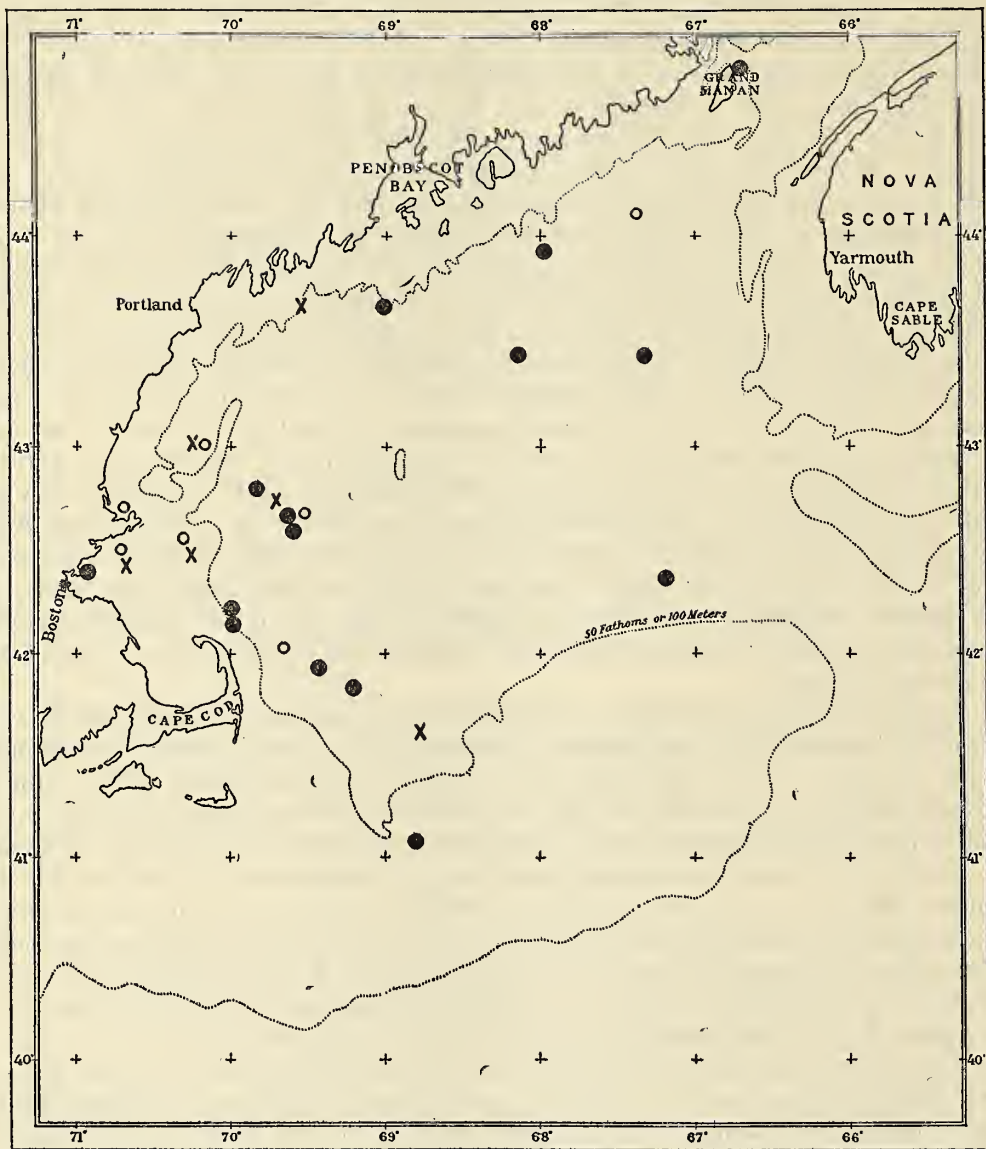 71° 70° 69° 68° 67° 66°
GRAND
MANAN
PENOBSCOT
BAY
NOVA
SCOTIA
44° 44°
Yarmouth
Portland
CAPE
SABLE
43° 43°
Boston
50 Fathoms or 100 Meters
42° 42°
CAPE COD
41° 41°
40° 40°
71° 70° 69° 68° 67° 66°